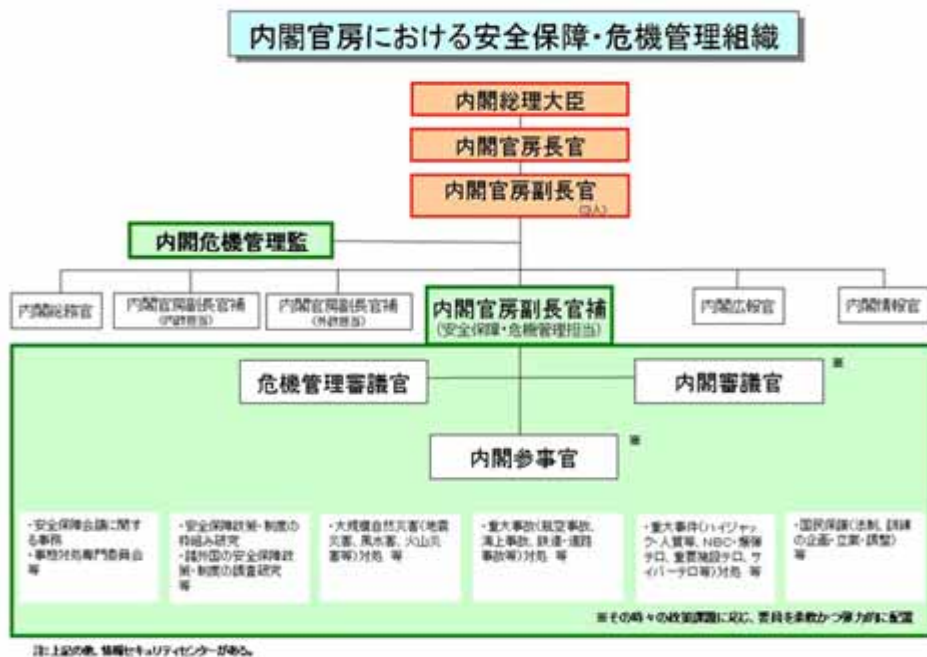 内閣官房における安全保障・危機管理組織
内閣総理大臣
内閣官房長官
内閣官房副長官
(3人)
内閣危機管理監
内閣総務官
内閣官房副長官補
(内政担当)
内閣官房副長官補
(外政担当)
内閣官房副長官補
(安全保障・危機管理担当)
内閣広報官
内閣情報官
危機管理審議官
内閣審議官
※
内閣参事官
※
・安全保障会議に関する
事務
・事態対処専門委員会
等
・安全保障政策・制度の
枠組み研究
・諸外国の安全保障政
策・制度の調査研究
等
・大規模自然災害(地震
災害、風水害、火山災
害等)対処 等
・重大事故(航空事故、
海上事故、鉄道・道路
事故等)対処 等
・重大事件(ハイジャッ
ク・人質等、NBC・爆弾
テロ、重要施設テロ、サ
イバーテロ等)対処 等
・国民保護(法制、訓練
の企画・立案・調整)
等
※その時々の政策課題に応じ、要員を柔軟かつ弾力的に配置
注:上記の他、情報セキュリティセンターがある。